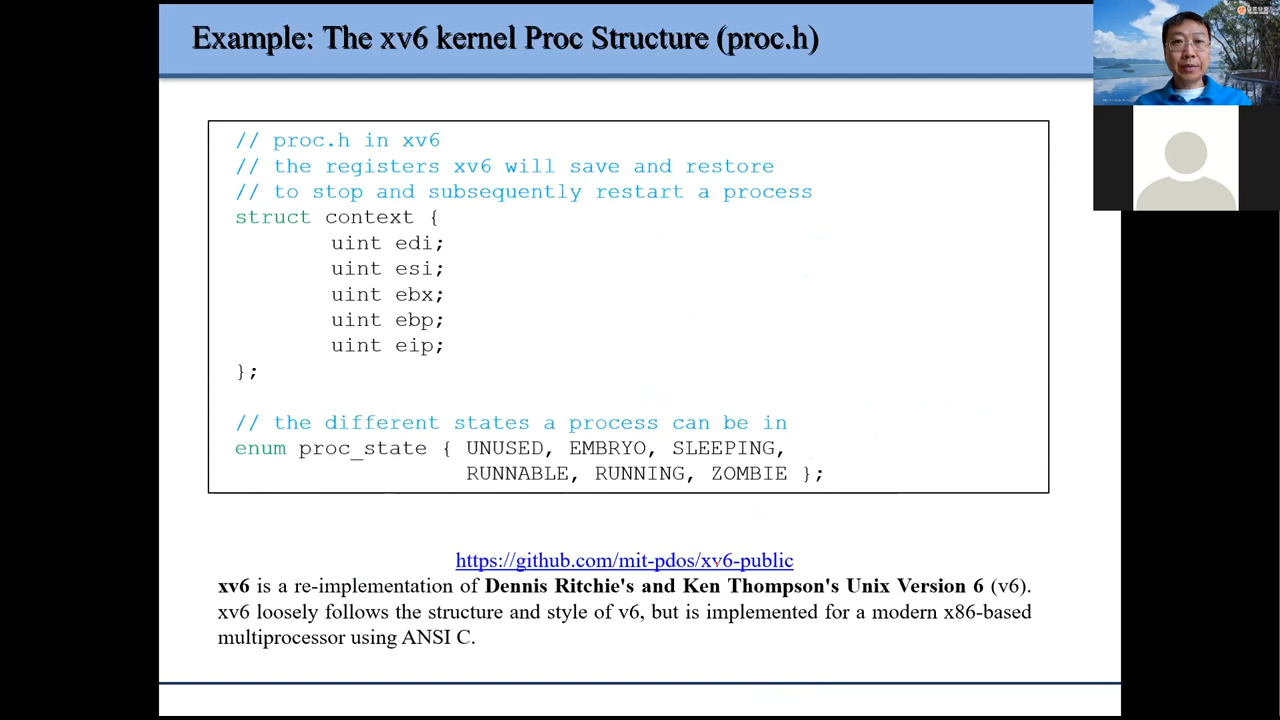 Example: The xv6 kernel Proc Structure (proc.h)
// proc.h in xv6
// the registers xv6 will save and restore
// to stop and subsequently restart a process
struct context {
uint edi;
uint esi;
uint ebx;
uint ebp;
uint eip;
};
// the different states a process can be in
enum proc_state { UNUSED, EMBRYO, SLEEPING,
RUNNABLE, RUNNING, ZOMBIE };
https://github.com/mit-pdos/xv6-public
xv6 is a re-implementation of Dennis Ritchie's and Ken Thompson's Unix Version 6 (v6).
xv6 loosely follows the structure and style of v6, but is implemented for a modern x86-based
multiprocessor using ANSI C.